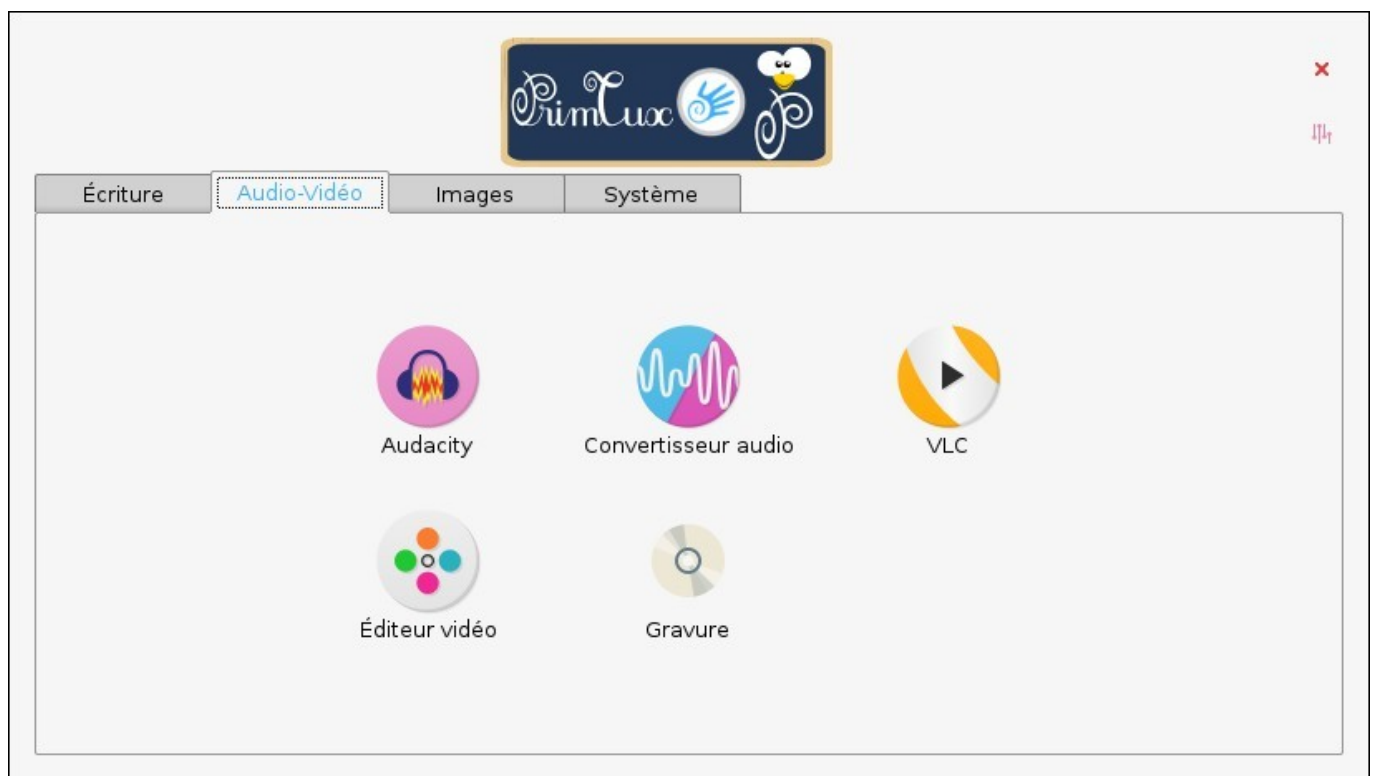 PrimTux
Écriture Audio-Vidéo Images Système
Audacity Convertisseur audio VLC
Éditeur vidéo Gravure